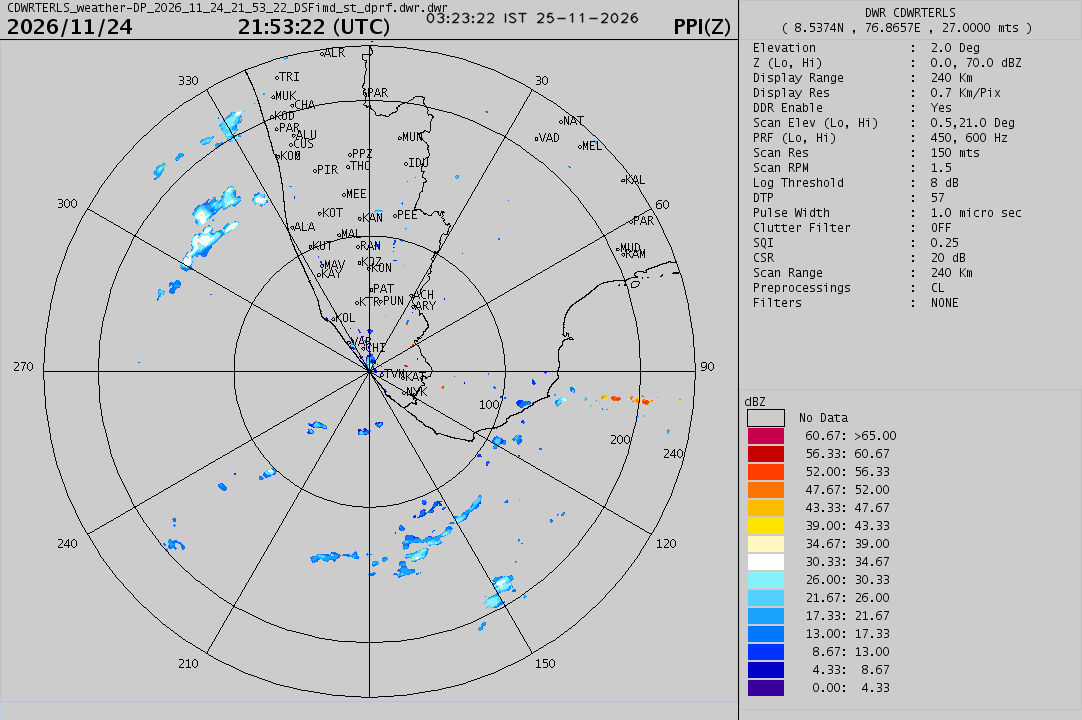 CDWRTERLS_weather-DP_2026_11_24_21_53_22_DSFimd_st_dprf.dwr.dwr
03:23:22 IST 25-11-2026
2026/11/24 21:53:22 (UTC) PPI(Z)
DWR CDWRTERLS
( 8.5374N , 76.8657E , 27.0000 mts )
Elevation : 2.0 Deg
Z (Lo, Hi) : 0.0, 70.0 dBZ
Display Range : 240 Km
Display Res : 0.7 Km/Pix
DDR Enable : Yes
Scan Elev (Lo, Hi) : 0.5,21.0 Deg
PRF (Lo, Hi) : 450, 600 Hz
Scan Res : 150 mts
Scan RPM : 1.5
Log Threshold : 8 dB
DTP : 57
Pulse Width : 1.0 micro sec
Clutter Filter : OFF
SQI : 0.25
CSR : 20 dB
Scan Range : 240 Km
Preprocessings : CL
Filters : NONE
dBZ
No Data
60.67: >65.00
56.33: 60.67
52.00: 56.33
47.67: 52.00
43.33: 47.67
39.00: 43.33
34.67: 39.00
30.33: 34.67
26.00: 30.33
21.67: 26.00
17.33: 21.67
13.00: 17.33
8.67: 13.00
4.33: 8.67
0.00: 4.33
ALR
TRI
330
30
PAR
MUK
CHA
KOD
NAT
PAR
ALU
MUN
VAD
CUS
MEL
PPZ
THO
IDU
PIR
KAL
MEE
300
60
KOT
KAN
PEE
PAR
ALA
MAL
KUT
RAN
MUD
RAM
MAV
KOZ
KON
KAY
PAT
ACH
KTR
PUN
ARY
KOL
VAR
CHI
270
90
TVN
KAT
NYK
100
200
240
240
120
210
150